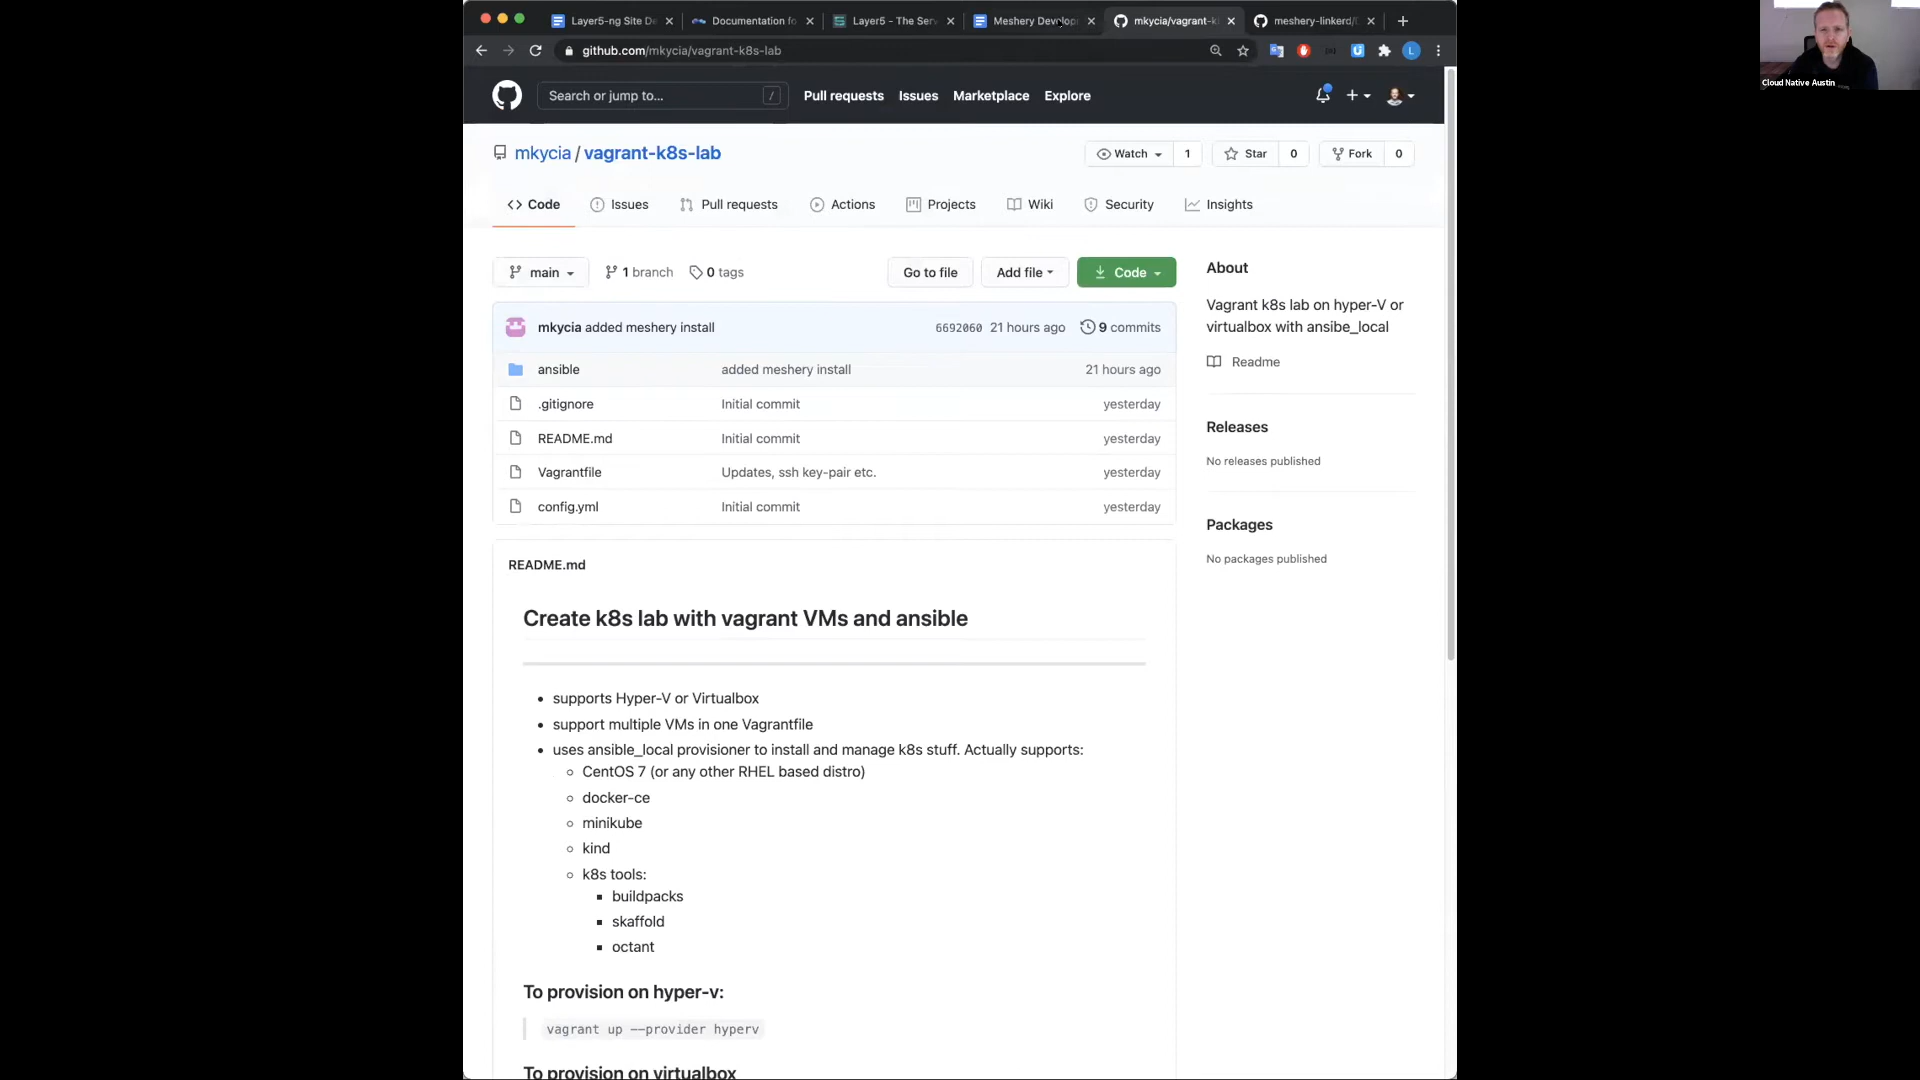 Layer5-ng Site De
Documentation fo
Layer5 - The Serv
Meshery Develop
mkycia/vagrant-k
meshery-linkerd/
github.com/mkycia/vagrant-k8s-lab
L
Cloud Native Austin
Search or jump to...
/
Pull requests
Issues
Marketplace
Explore
mkycia / vagrant-k8s-lab
Watch 1
Star 0
Fork 0
Code
Issues
Pull requests
Actions
Projects
Wiki
Security
Insights
main
1 branch
0 tags
Go to file
Add file
Code
mkycia added meshery install 6692060 21 hours ago 9 commits
ansible added meshery install 21 hours ago
.gitignore Initial commit yesterday
README.md Initial commit yesterday
Vagrantfile Updates, ssh key-pair etc. yesterday
config.yml Initial commit yesterday
About
Vagrant k8s lab on hyper-V or
virtualbox with ansibe_local
Readme
Releases
No releases published
Packages
No packages published
README.md
Create k8s lab with vagrant VMs and ansible
supports Hyper-V or Virtualbox
support multiple VMs in one Vagrantfile
uses ansible_local provisioner to install and manage k8s stuff. Actually supports:
CentOS 7 (or any other RHEL based distro)
docker-ce
minikube
kind
k8s tools:
buildpacks
skaffold
octant
To provision on hyper-v:
vagrant up --provider hyperv
To provision on virtualbox